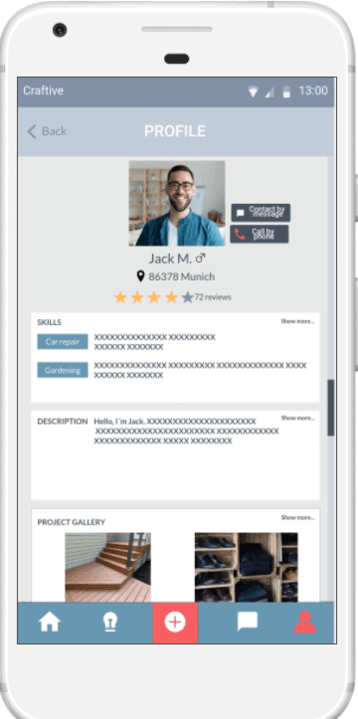 Craftive 13:00
Back PROFILE
Contact by
message
Call by
phone
Jack M. ♂
86378 Munich
72 reviews
SKILLS Show more...
Car repair XXXXXXXXXXXXXX XXXXXXXXX
XXXXXX XXXXXXX
Gardening XXXXXXXXXXXXXX XXXXXXXXX XXXXXXXXXXXXX XXXX
XXXXXX XXXXXXX
DESCRIPTION Hello, I´m Jack. XXXXXXXXXXXXXXXXXXXXX Show more...
XXXXXXXXXXXXXXXXXXXXXXX XXXXXXXXXXXX
XXXXXXXXXXXXX XXXXX XXXXXXXX
PROJECT GALLERY Show more...